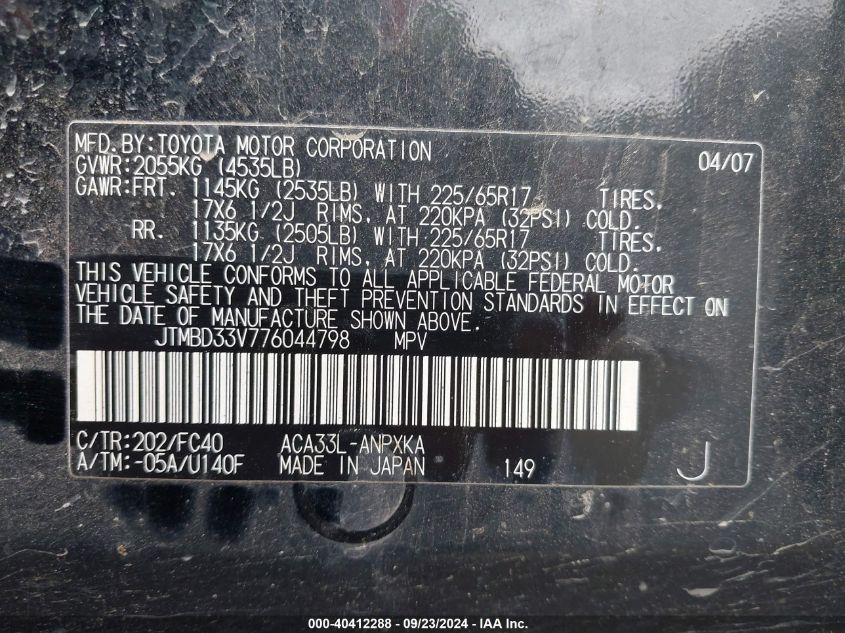 MFD. BY: TOYOTA MOTOR CORPORATION 04/07
GVWR: 2055KG (4535LB)
GAWR: FRT. 1145KG (2535LB) WITH 225/65R17 TIRES,
17X6 1/2J RIMS, AT 220KPA (32PSI) COLD.
RR. 1135KG (2505LB) WITH 225/65R17 TIRES,
17X6 1/2J RIMS, AT 220KPA (32PSI) COLD.
THIS VEHICLE CONFORMS TO ALL APPLICABLE FEDERAL MOTOR
VEHICLE SAFETY AND THEFT PREVENTION STANDARDS IN EFFECT ON
THE DATE OF MANUFACTURE SHOWN ABOVE.
JTMBD33V776044798 MPV
C/TR: 202/FC40 ACA33L-ANPXKA
A/TM: -05A/U140F MADE IN JAPAN 149 J
000-40412288 - 09/23/2024 - IAA Inc.